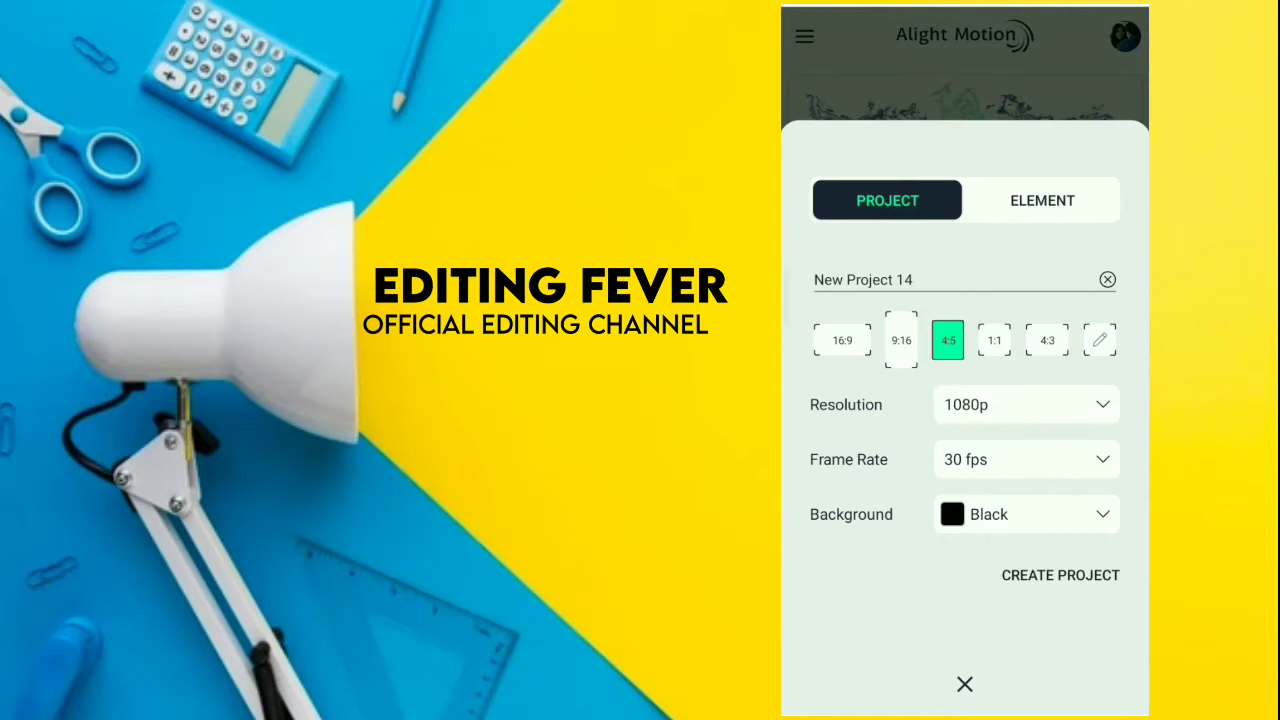 EDITING FEVER
OFFICIAL EDITING CHANNEL
Alight Motion
PROJECT
ELEMENT
New Project 14
16:9
9:16
4:5
1:1
4:3
Resolution
1080p
Frame Rate
30 fps
Background
Black
CREATE PROJECT